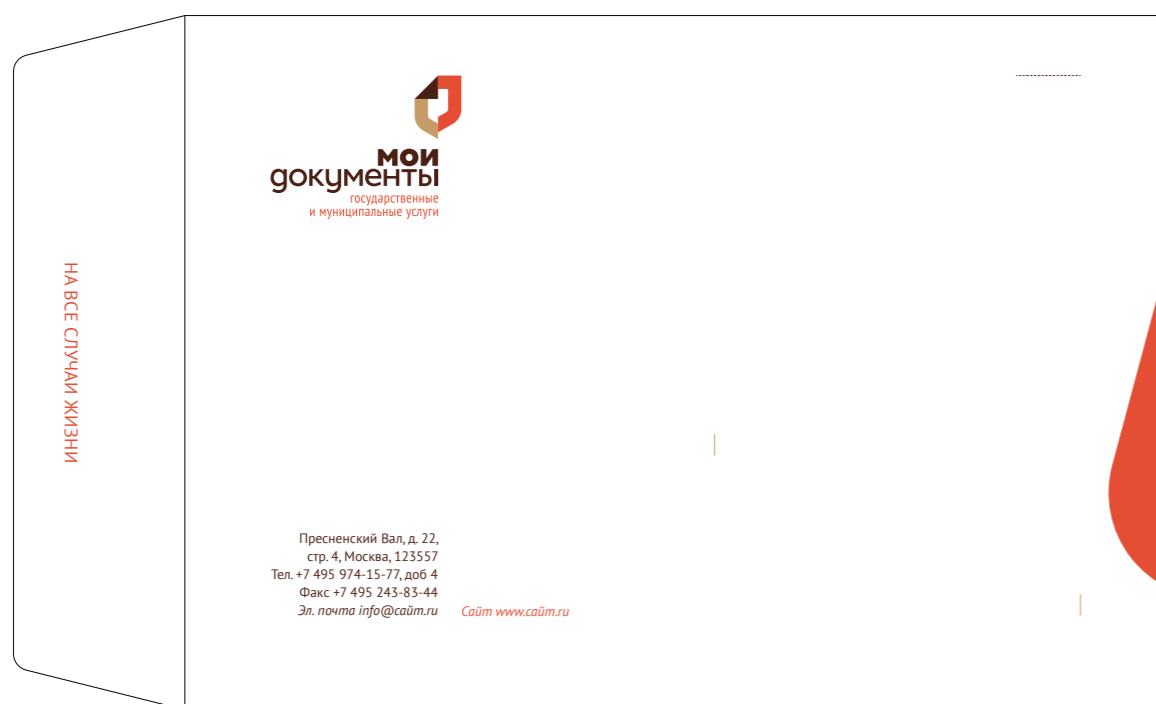 мои
документы
государственные
и муниципальные услуги
НА ВСЕ СЛУЧАИ ЖИЗНИ
Пресненский Вал, д. 22,
стр. 4, Москва, 123557
Тел. +7 495 974-15-77, доб 4
Факс +7 495 243-83-44
Эл. почта info@сайт.ru Сайт www.сайт.ru